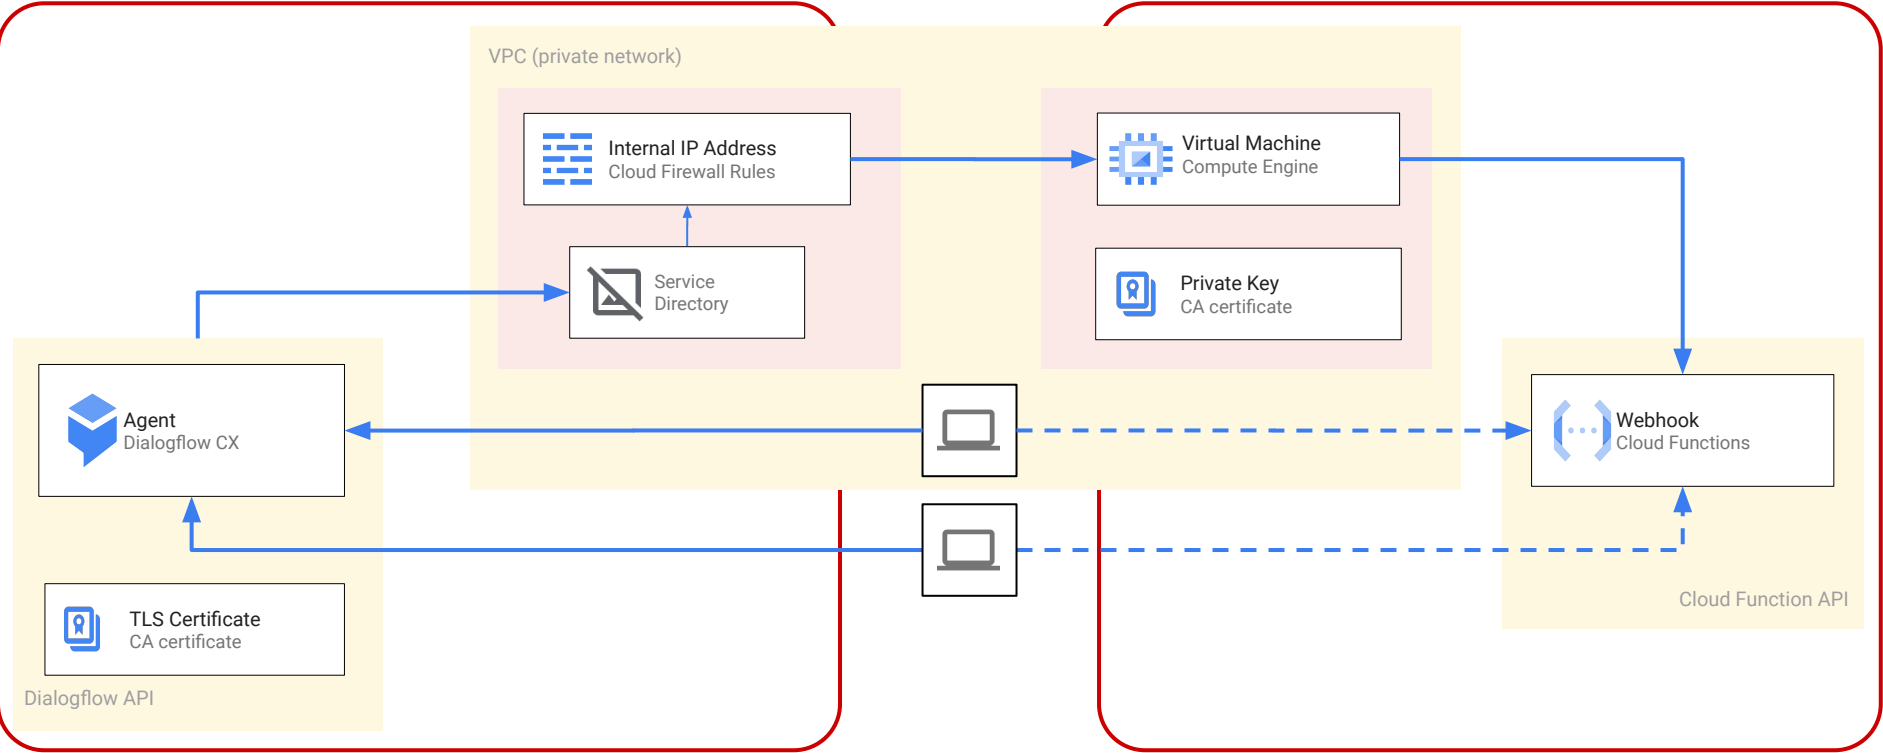 VPC (private network)
Internal IP Address
Cloud Firewall Rules
Virtual Machine
Compute Engine
Service
Directory
Private Key
CA certificate
Agent
Dialogflow CX
Webhook
Cloud Functions
TLS Certificate
CA certificate
Cloud Function API
Dialogflow API